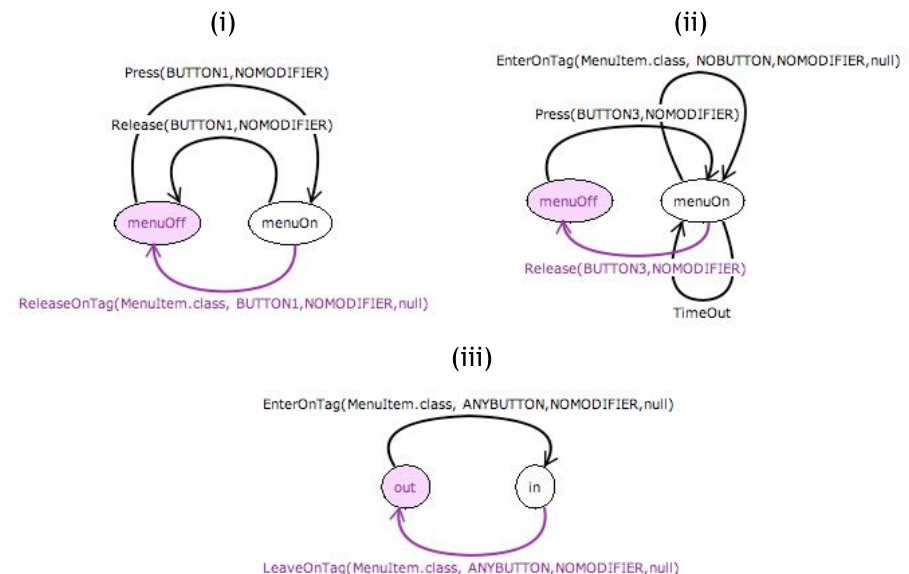 (i)
Press(BUTTON1,NOMODIFIER)
Release(BUTTON1,NOMODIFIER)
menuOff
menuOn
ReleaseOnTag(MenuItem.class, BUTTON1,NOMODIFIER,null)
(ii)
EnterOnTag(MenuItem.class, NOBUTTON,NOMODIFIER,null)
Press(BUTTON3,NOMODIFIER)
menuOff
menuOn
Release(BUTTON3,NOMODIFIER)
TimeOut
(iii)
EnterOnTag(MenuItem.class, ANYBUTTON,NOMODIFIER,null)
out
in
LeaveOnTag(MenuItem.class, ANYBUTTON,NOMODIFIER,null)